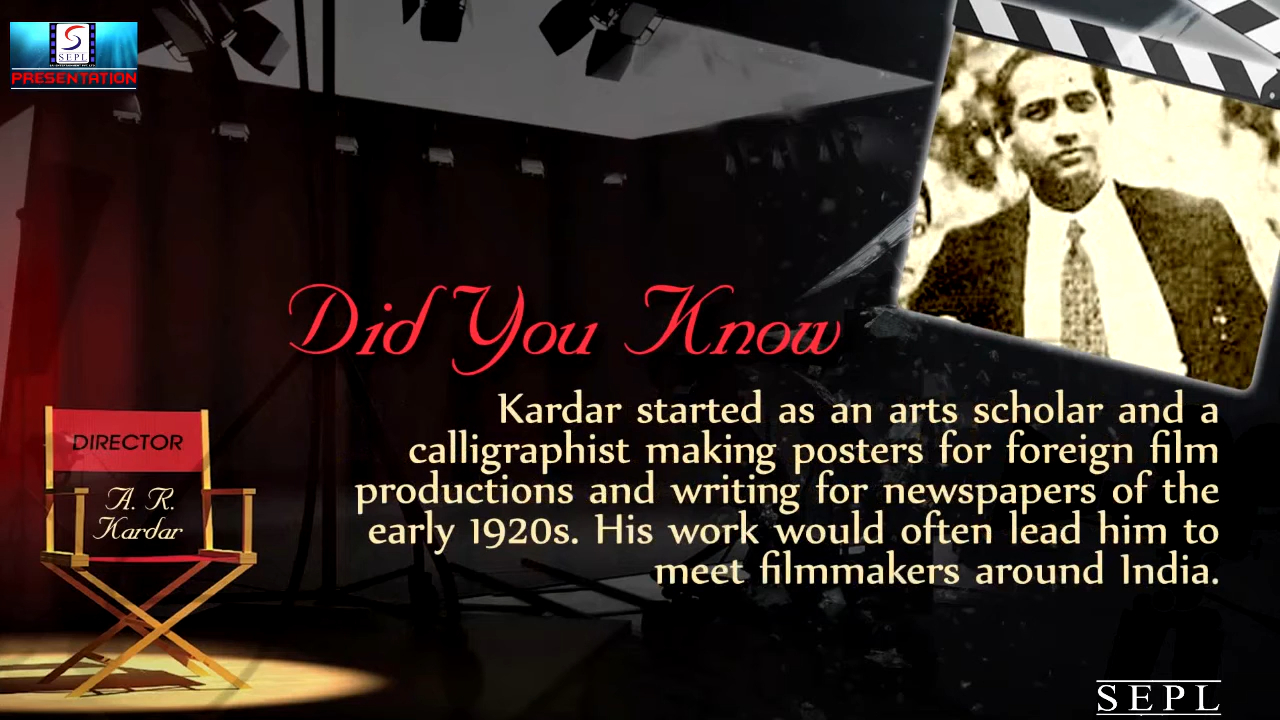 S
SEPL
PRESENTATION
Did You Know
Kardar started as an arts scholar and a
calligraphist making posters for foreign film
productions and writing for newspapers of the
early 1920s. His work would often lead him to
meet filmmakers around India.
DIRECTOR
A. R.
Kardar
SEPL